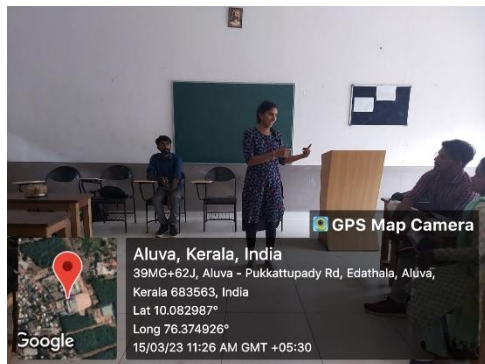 GPS Map Camera
Aluva, Kerala, India
39MG+62J, Aluva - Pukkattupady Rd, Edathala, Aluva,
Kerala 683563, India
Lat 10.082987°
Long 76.374926°
15/03/23 11:26 AM GMT +05:30
Google